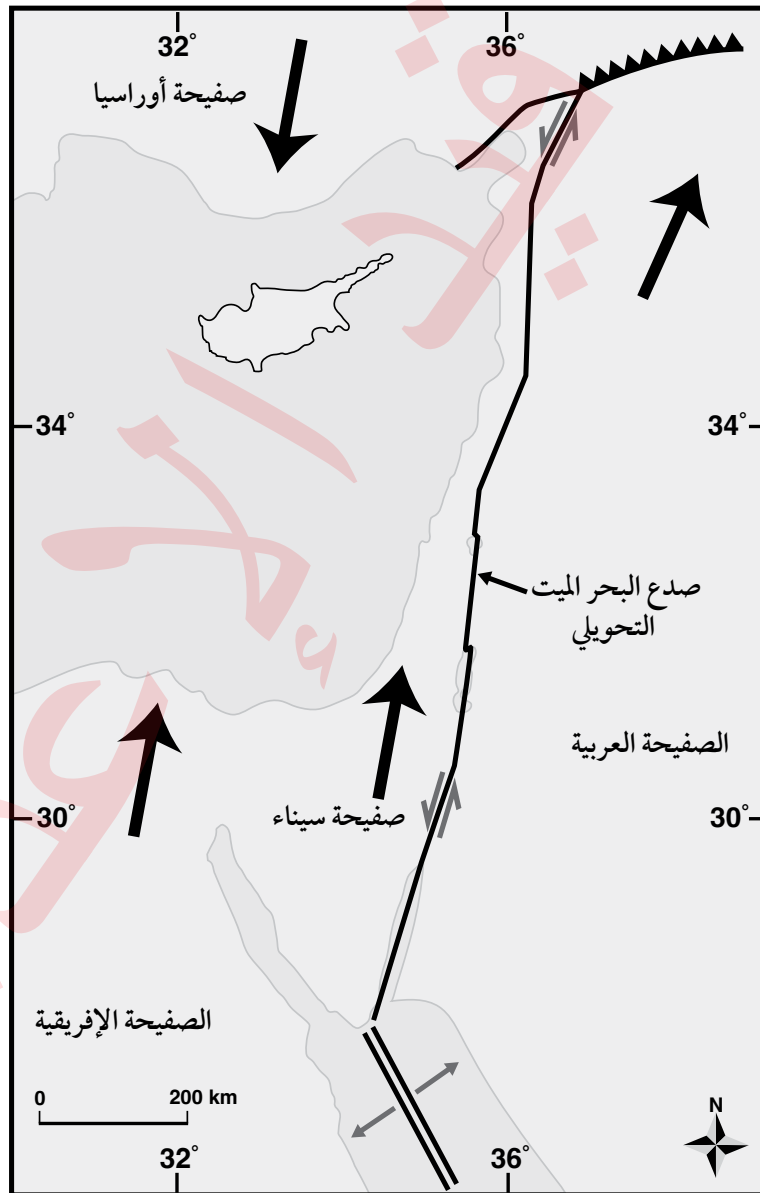 32° 36°
صفيحة أوراسيا
34° 34°
صدع البحر الميت
التحويلي
الصفيحة العربية
صفيحة سيناء
30° 30°
الصفيحة الإفريقية
0 200 km
N
32° 36°